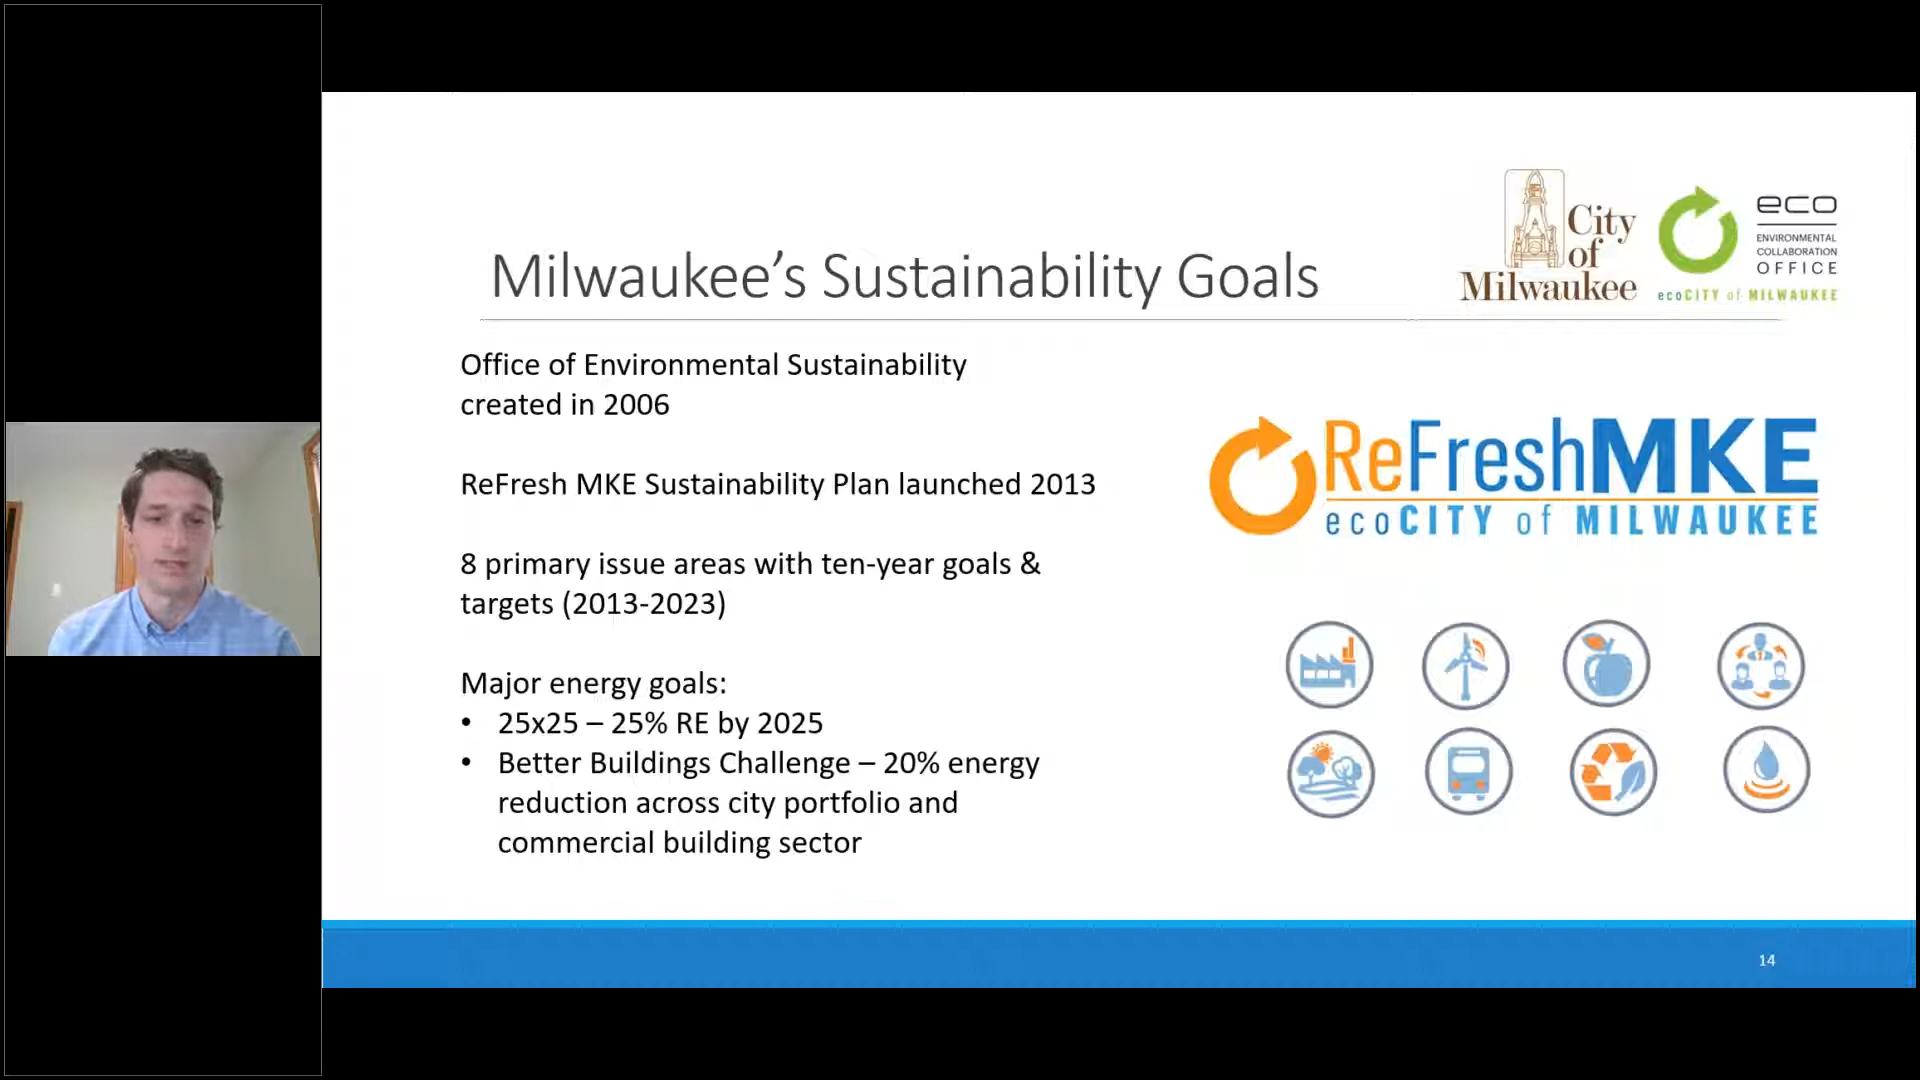 City
of
Milwaukee
eco
ENVIRONMENTAL
COLLABORATION
OFFICE
ecoCITY of MILWAUKEE
Milwaukee’s Sustainability Goals
Office of Environmental Sustainability
created in 2006
ReFresh MKE Sustainability Plan launched 2013
8 primary issue areas with ten-year goals &
targets (2013-2023)
Major energy goals:
• 25x25 – 25% RE by 2025
• Better Buildings Challenge – 20% energy
reduction across city portfolio and
commercial building sector
ReFreshMKE
ecoCITY of MILWAUKEE
14